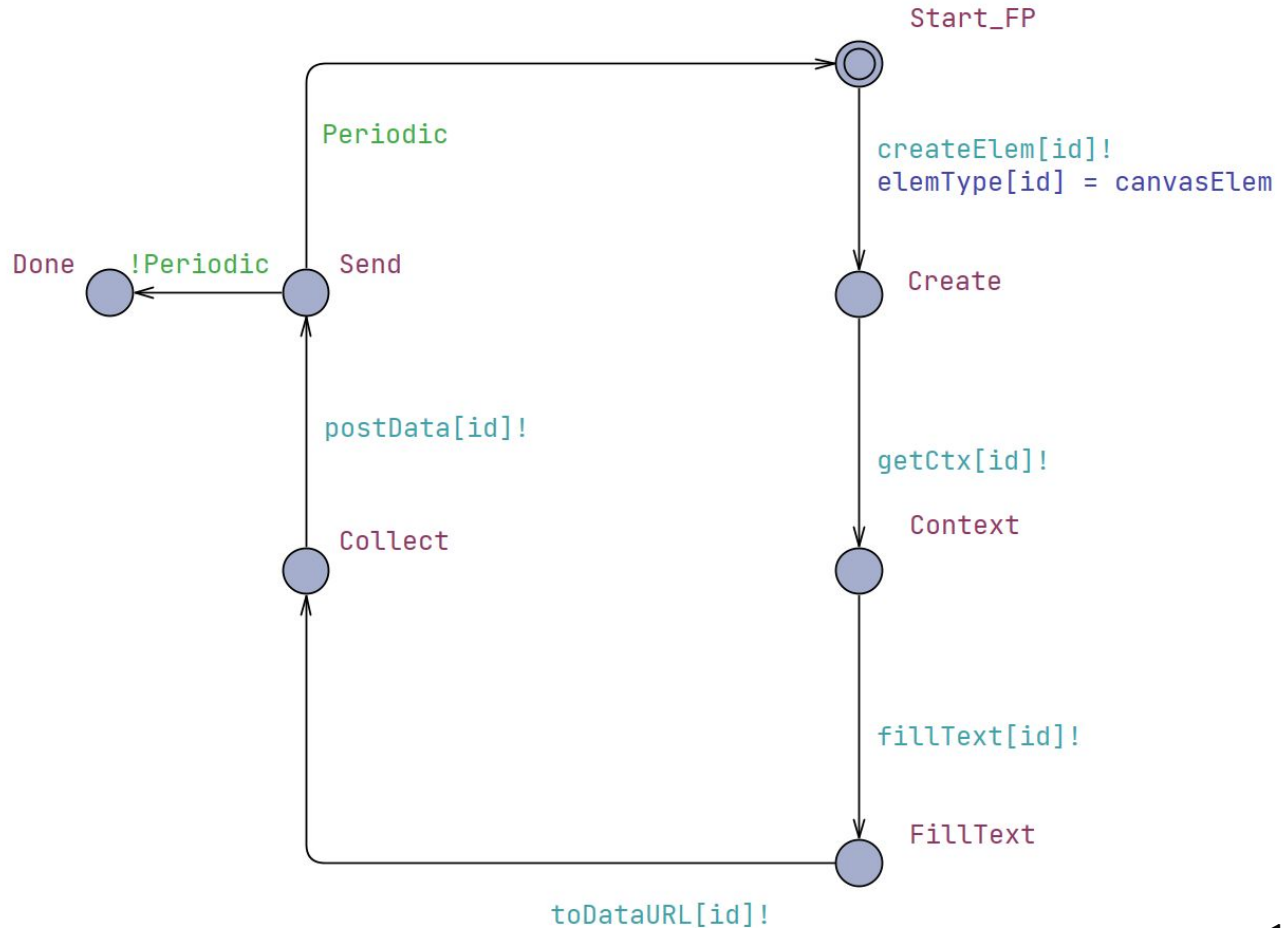 Start_FP
Periodic
createElem[id]!
elemType[id] = canvasElem
Done
!Periodic
Send
Create
postData[id]!
getCtx[id]!
Context
Collect
fillText[id]!
FillText
toDataURL[id]!